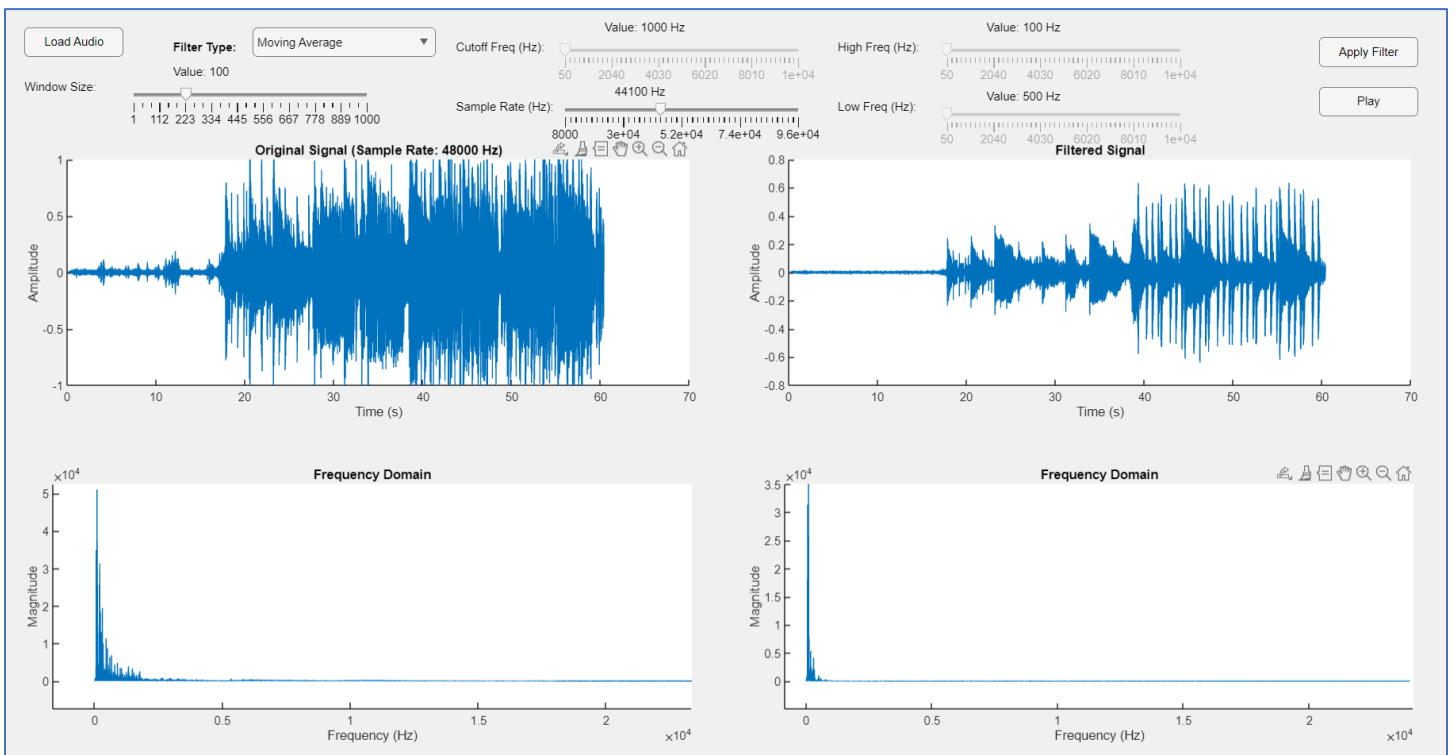 Load Audio
Filter Type:
Moving Average
Value: 100
Window Size:
1 112 223 334 445 556 667 778 889 1000
Value: 1000 Hz
Cutoff Freq (Hz):
50 2040 4030 6020 8010 1e+04
44100 Hz
Sample Rate (Hz):
8000 3e+04 5.2e+04 7.4e+04 9.6e+04
Value: 100 Hz
High Freq (Hz):
50 2040 4030 6020 8010 1e+04
Value: 500 Hz
Low Freq (Hz):
50 2040 4030 6020 8010 1e+04
Apply Filter
Play
Original Signal (Sample Rate: 48000 Hz)
Amplitude
1
0.5
0
-0.5
-1
0 10 20 30 40 50 60 70
Time (s)
Filtered Signal
Amplitude
0.8
0.6
0.4
0.2
0
-0.2
-0.4
-0.6
-0.8
0 10 20 30 40 50 60 70
Time (s)
Frequency Domain
×10⁴
Magnitude
5
4
3
2
1
0
0 0.5 1 1.5 2
Frequency (Hz)
×10⁴
Frequency Domain
×10⁴
Magnitude
3.5
3
2.5
2
1.5
1
0.5
0
0 0.5 1 1.5 2
Frequency (Hz)
×10⁴